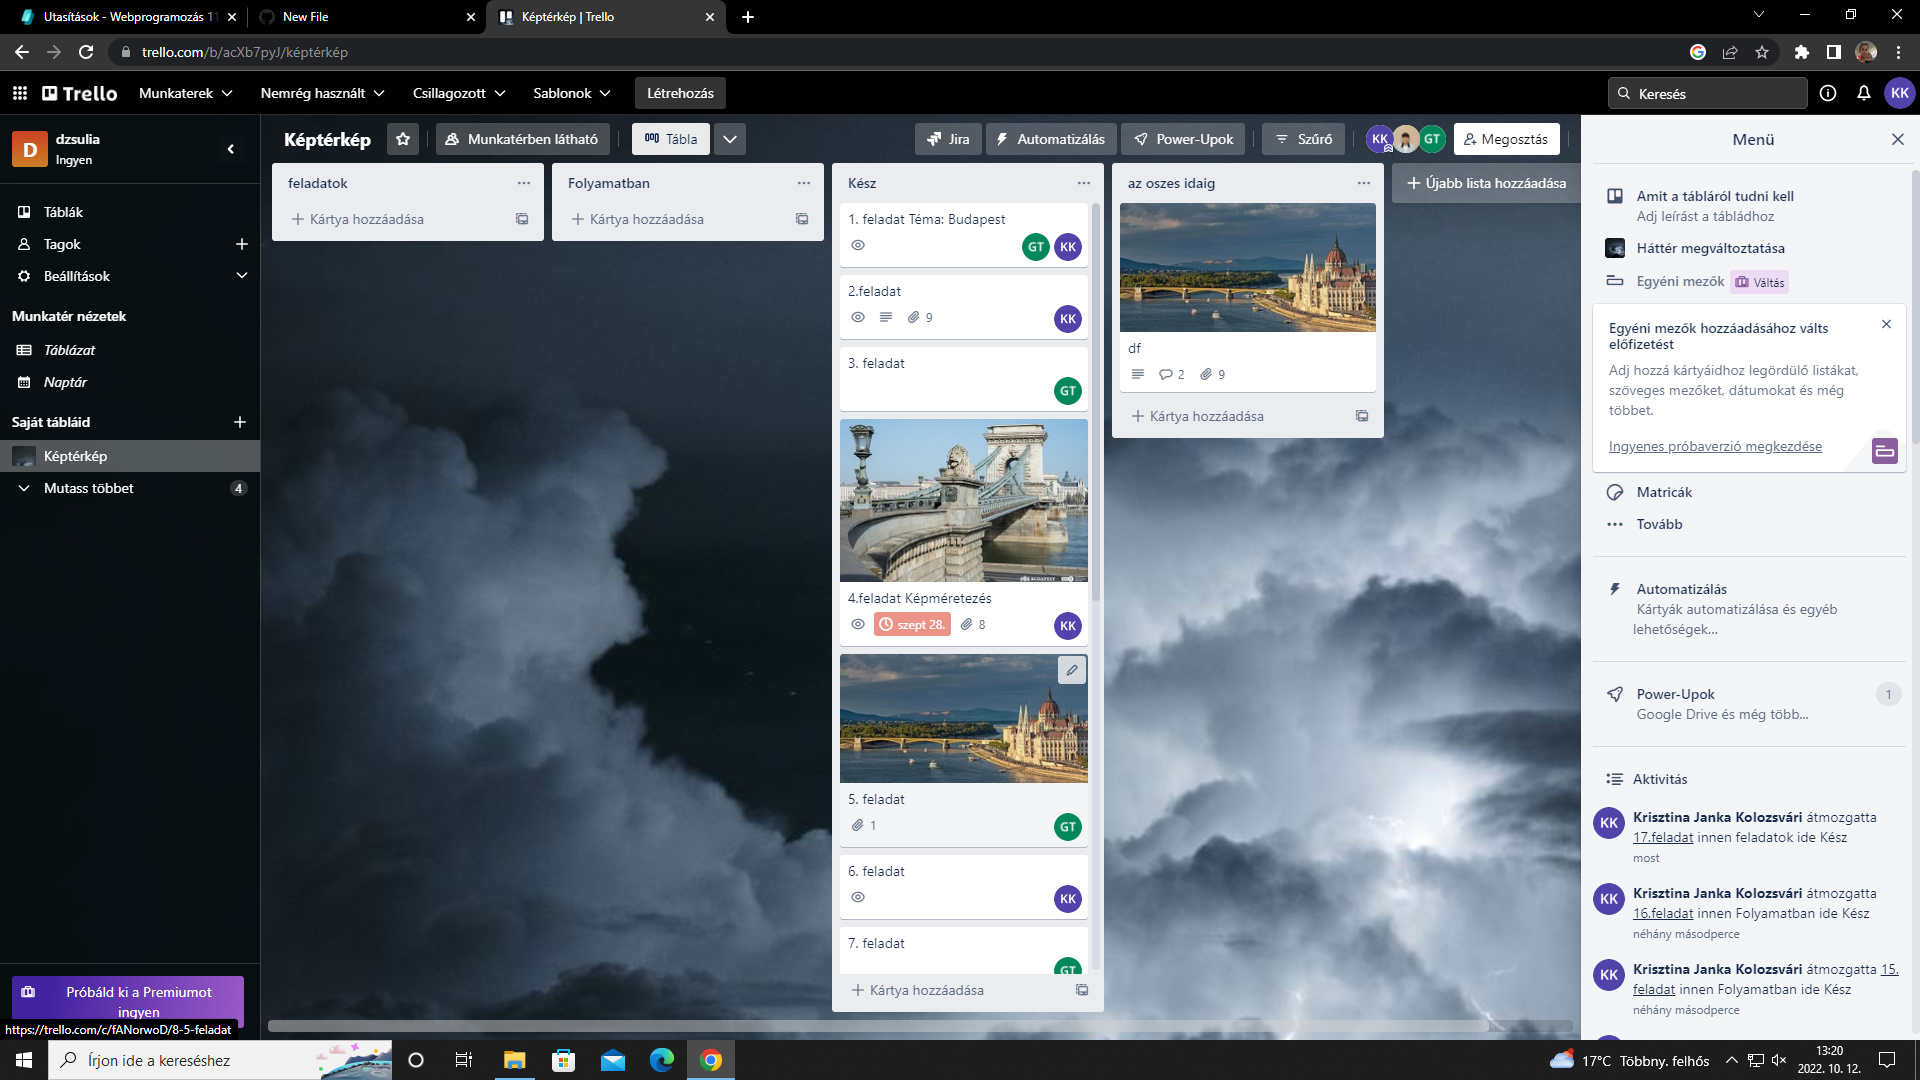 Utasítások - Webprogramozás 11
New File
Képtérkép | Trello
trello.com/b/acXb7pyJ/képtérkép
Trello
Munkaterek
Nemrég használt
Csillagozott
Sablonok
Létrehozás
Keresés
KK
D
dzsulia
Ingyen
Táblák
Tagok
Beállítások
Munkatér nézetek
Táblázat
Naptár
Saját tábláid
Képtérkép
Mutass többet
4
Próbáld ki a Premiumot
ingyen
https://trello.com/c/fANorwoD/8-5-feladat
Képtérkép
Munkatérben látható
Tábla
Jira
Automatizálás
Power-Upok
Szűrő
KK
GT
Megosztás
feladatok
Kártya hozzáadása
Folyamatban
Kártya hozzáadása
Kész
1. feladat Téma: Budapest
GT
KK
2.feladat
9
KK
3. feladat
GT
4.feladat Képméretezés
szept 28.
8
KK
5. feladat
1
GT
6. feladat
KK
7. feladat
GT
Kártya hozzáadása
az oszes idaig
df
2
9
Kártya hozzáadása
Újabb lista hozzáadása
Menü
Amit a tábláról tudni kell
Adj leírást a tábládhoz
Háttér megváltoztatása
Egyéni mezők
Váltás
Egyéni mezők hozzáadásához válts
előfizetést
Adj hozzá kártyáidhoz legördülő listákat,
szöveges mezőket, dátumokat és még
többet.
Ingyenes próbaverzió megkezdése
Matricák
Tovább
Automatizálás
Kártyák automatizálása és egyéb
lehetőségek...
Power-Upok
1
Google Drive és még több...
Aktivitás
KK
Krisztina Janka Kolozsvári átmozgatta
17.feladat innen feladatok ide Kész
most
KK
Krisztina Janka Kolozsvári átmozgatta
16.feladat innen Folyamatban ide Kész
néhány másodperce
KK
Krisztina Janka Kolozsvári átmozgatta 15.
feladat innen Folyamatban ide Kész
néhány másodperce
Írjon ide a kereséshez
17°C Többny. felhős
13:20
2022. 10. 12.